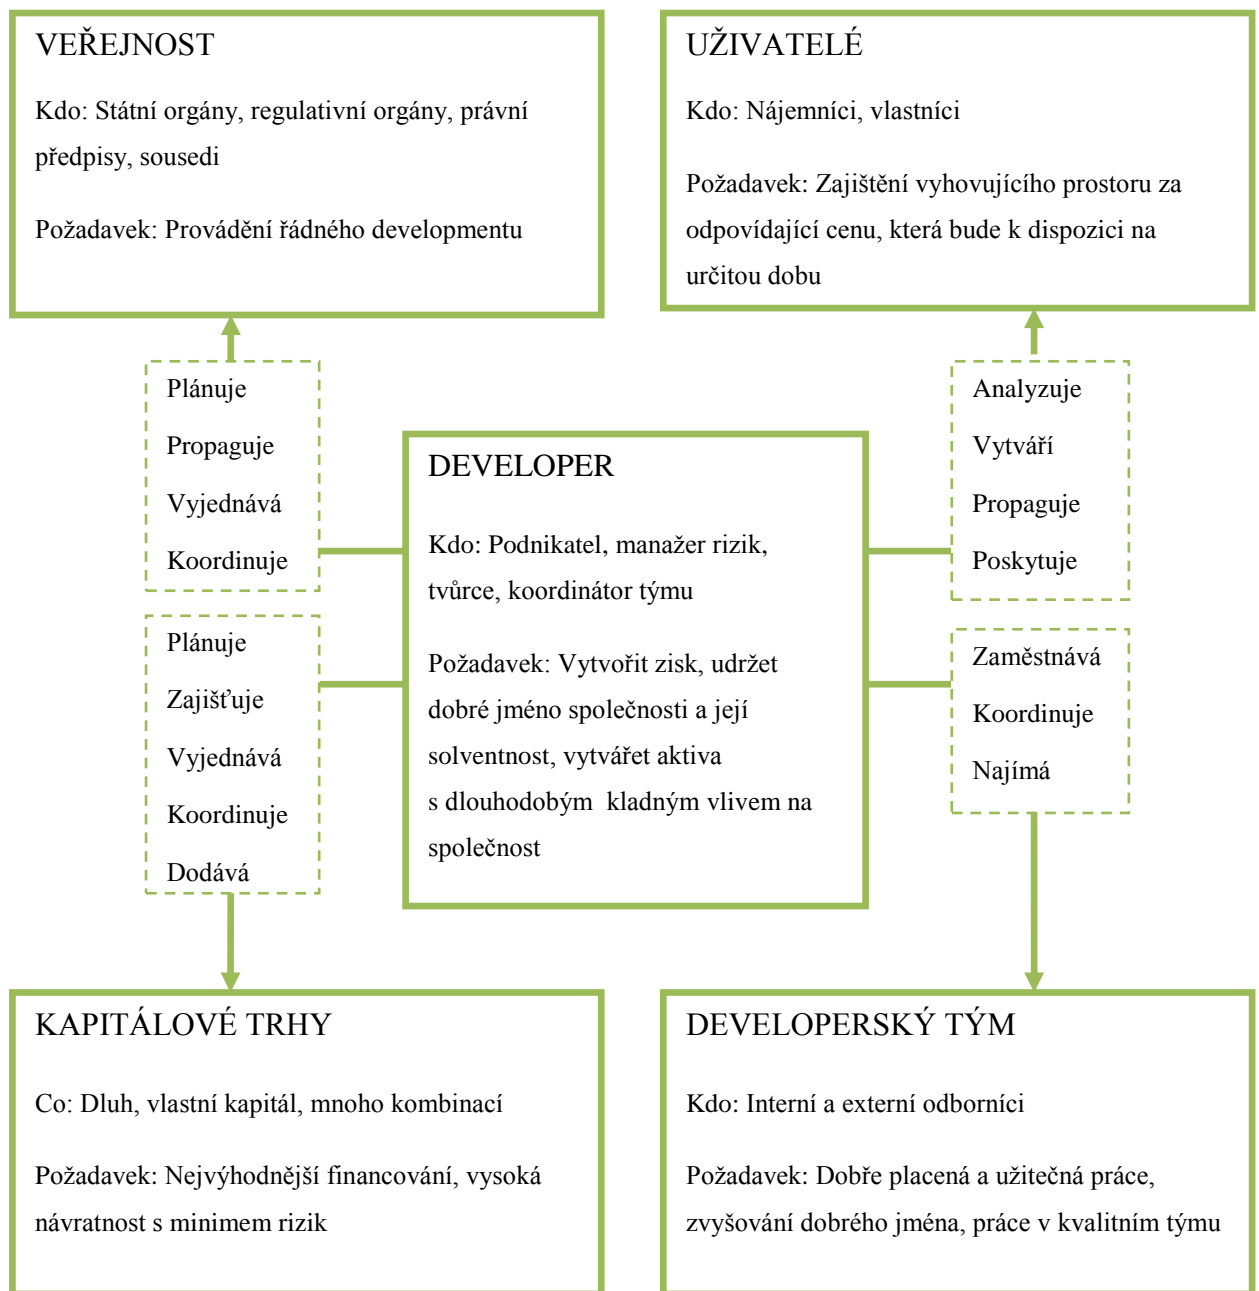 VEŘEJNOST
Kdo: Státní orgány, regulativní orgány, právní
předpisy, sousedi
Požadavek: Provádění řádného developmentu
UŽIVATELÉ
Kdo: Nájemníci, vlastníci
Požadavek: Zajištění vyhovujícího prostoru za
odpovídající cenu, která bude k dispozici na
určitou dobu
Plánuje
Propaguje
Vyjednává
Koordinuje
Analyzuje
Vytváří
Propaguje
Poskytuje
DEVELOPER
Kdo: Podnikatel, manažer rizik,
tvůrce, koordinátor týmu
Požadavek: Vytvořit zisk, udržet
dobré jméno společnosti a její
solventnost, vytvářet aktiva
s dlouhodobým kladným vlivem na
společnost
Plánuje
Zajišťuje
Vyjednává
Koordinuje
Dodává
Zaměstnává
Koordinuje
Najímá
KAPITÁLOVÉ TRHY
Co: Dluh, vlastní kapitál, mnoho kombinací
Požadavek: Nejvýhodnější financování, vysoká
návratnost s minimem rizik
DEVELOPERSKÝ TÝM
Kdo: Interní a externí odborníci
Požadavek: Dobře placená a užitečná práce,
zvyšování dobrého jména, práce v kvalitním týmu